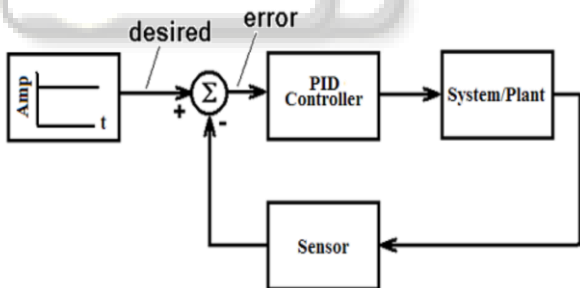 desired
error
Amp
t
+
Σ
-
PID
Controller
System/Plant
Sensor